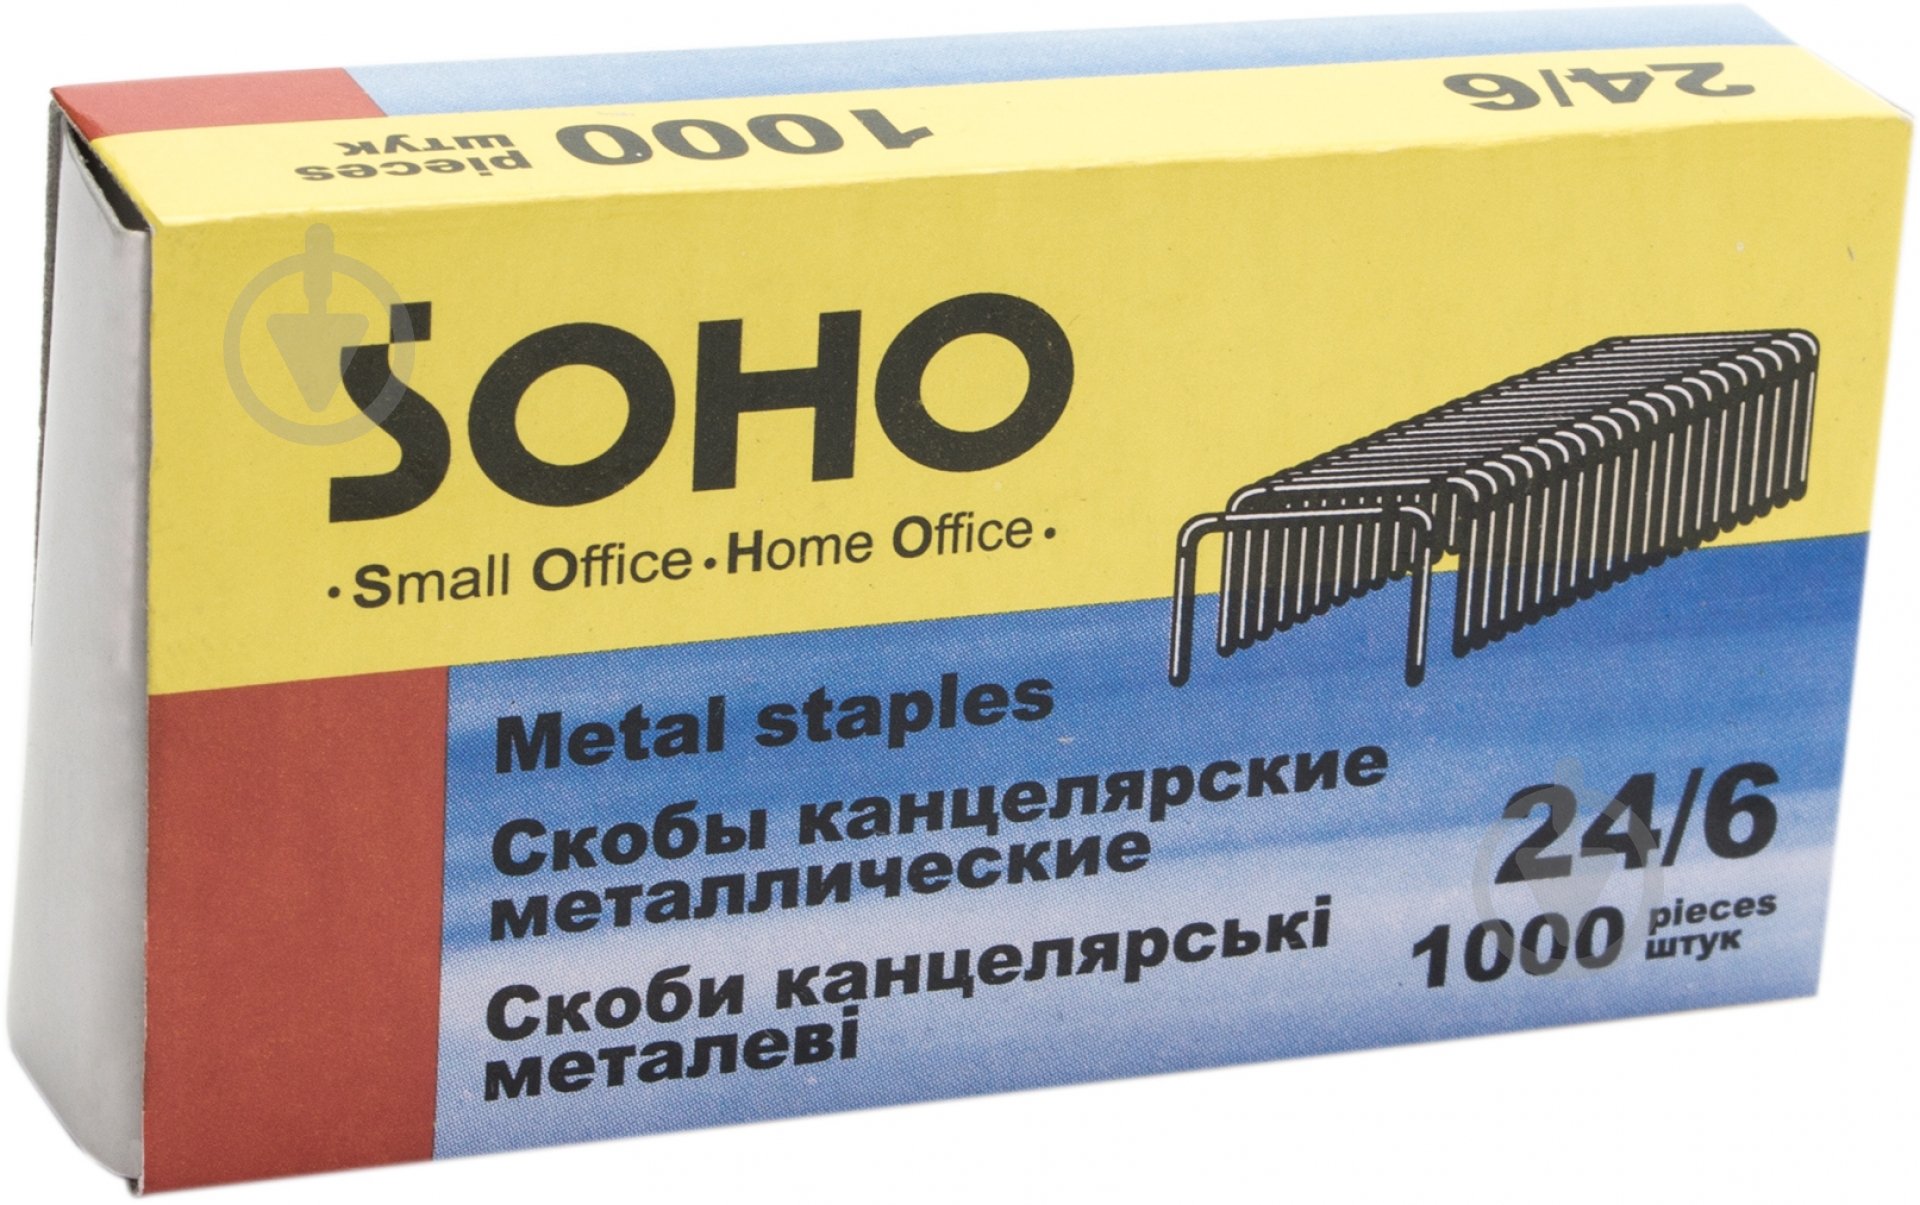 24/6
1000 pieces
штук
SOHO
·Small Office·Home Office·
Metal staples
Скобы канцелярские
металлические
Скоби канцелярські
металеві
24/6
1000 pieces
штук